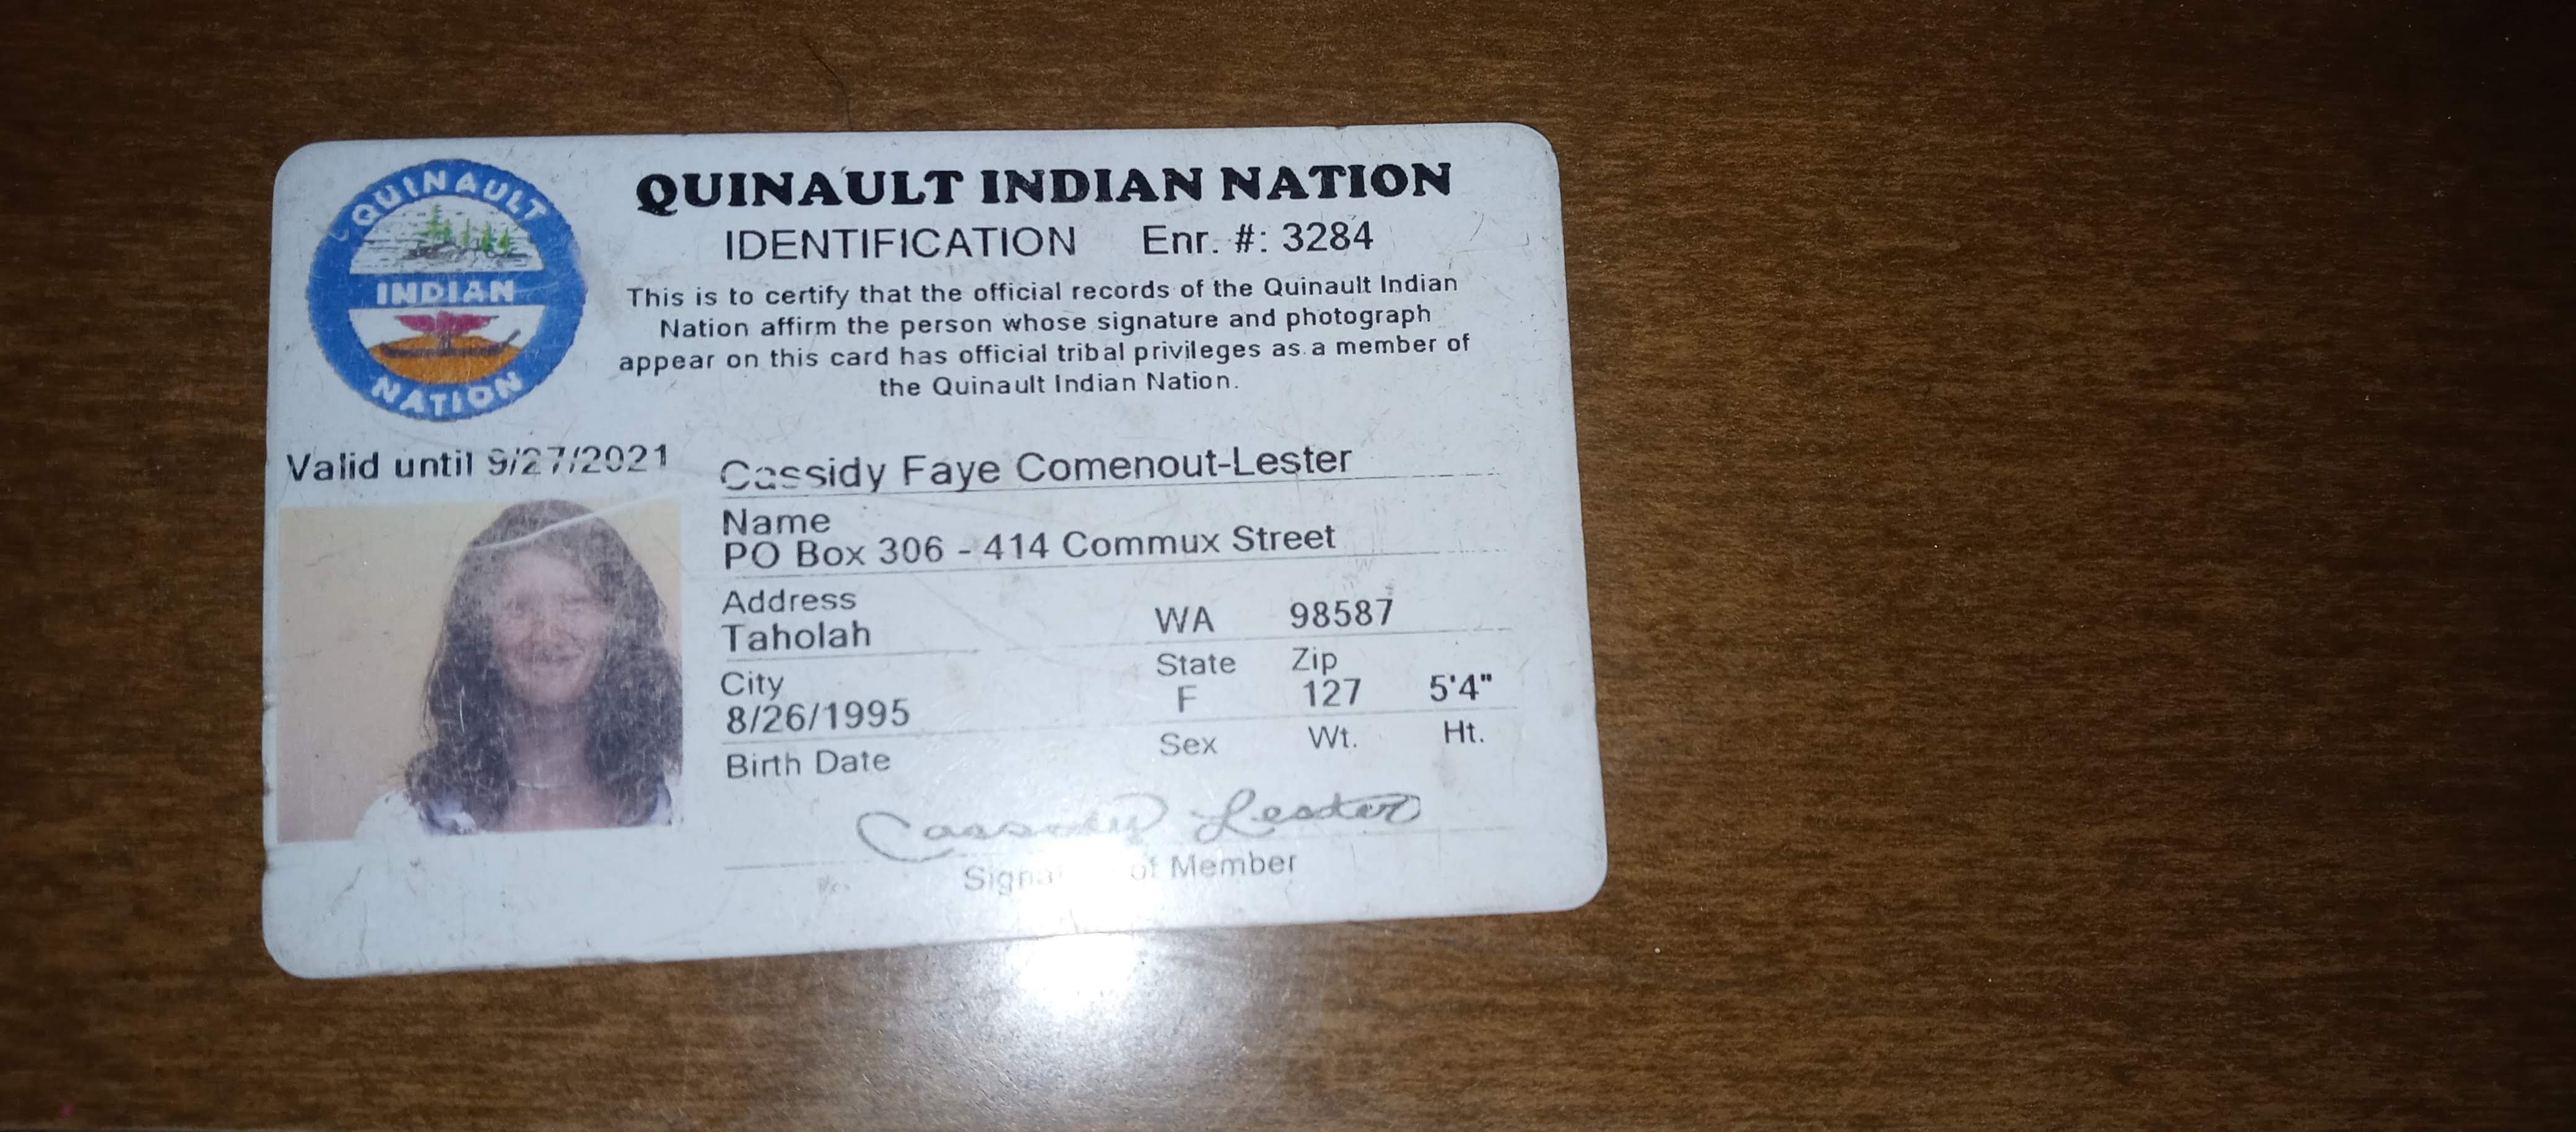 QUINAULT
INDIAN
NATION
QUINAULT INDIAN NATION
IDENTIFICATION Enr. #: 3284
This is to certify that the official records of the Quinault Indian
Nation affirm the person whose signature and photograph
appear on this card has official tribal privileges as a member of
the Quinault Indian Nation.
Valid until 9/27/2021
Cassidy Faye Comenout-Lester
Name
PO Box 306 - 414 Commux Street
Address
Taholah WA 98587
City State Zip
8/26/1995 F 127 5'4"
Birth Date Sex Wt. Ht.
Cassidy Lester
of Member